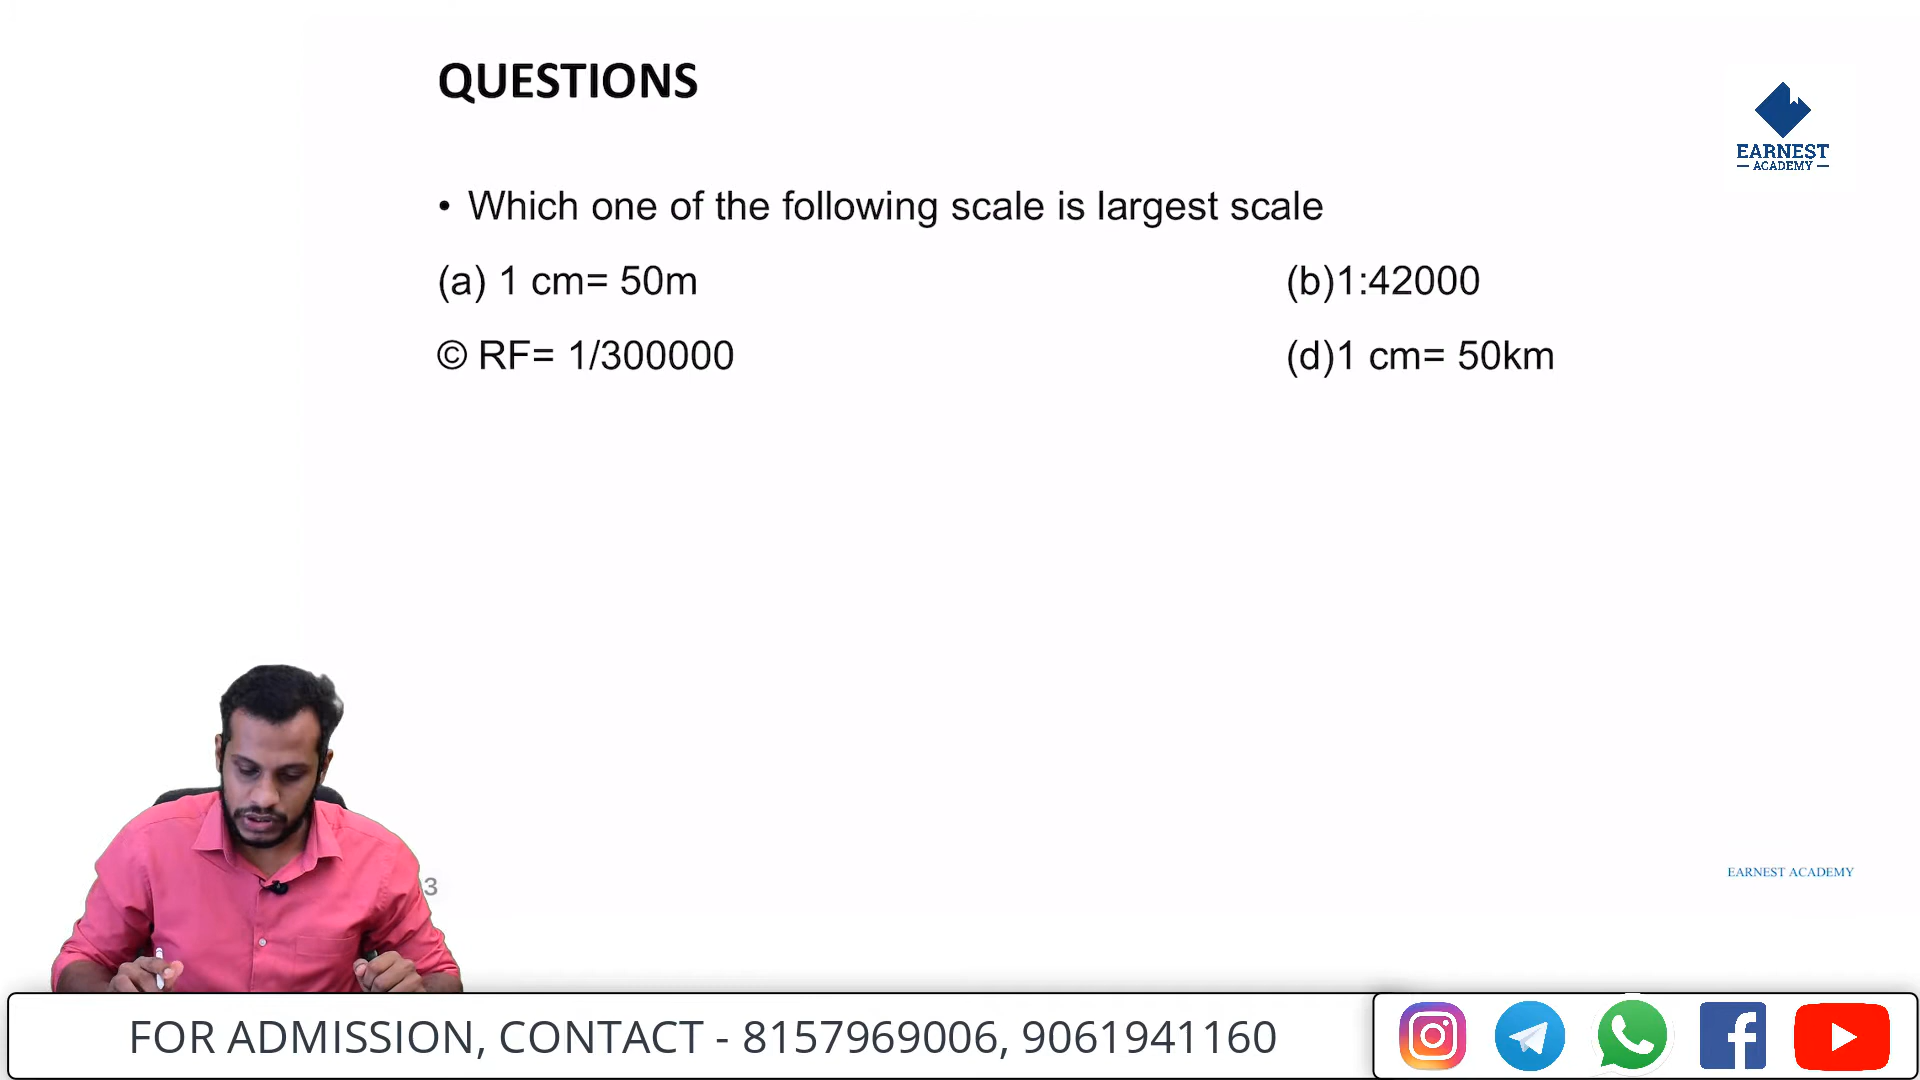 QUESTIONS
EARNEST
ACADEMY
• Which one of the following scale is largest scale
(a) 1 cm= 50m (b)1:42000
© RF= 1/300000 (d)1 cm= 50km
3
EARNEST ACADEMY
FOR ADMISSION, CONTACT - 8157969006, 9061941160